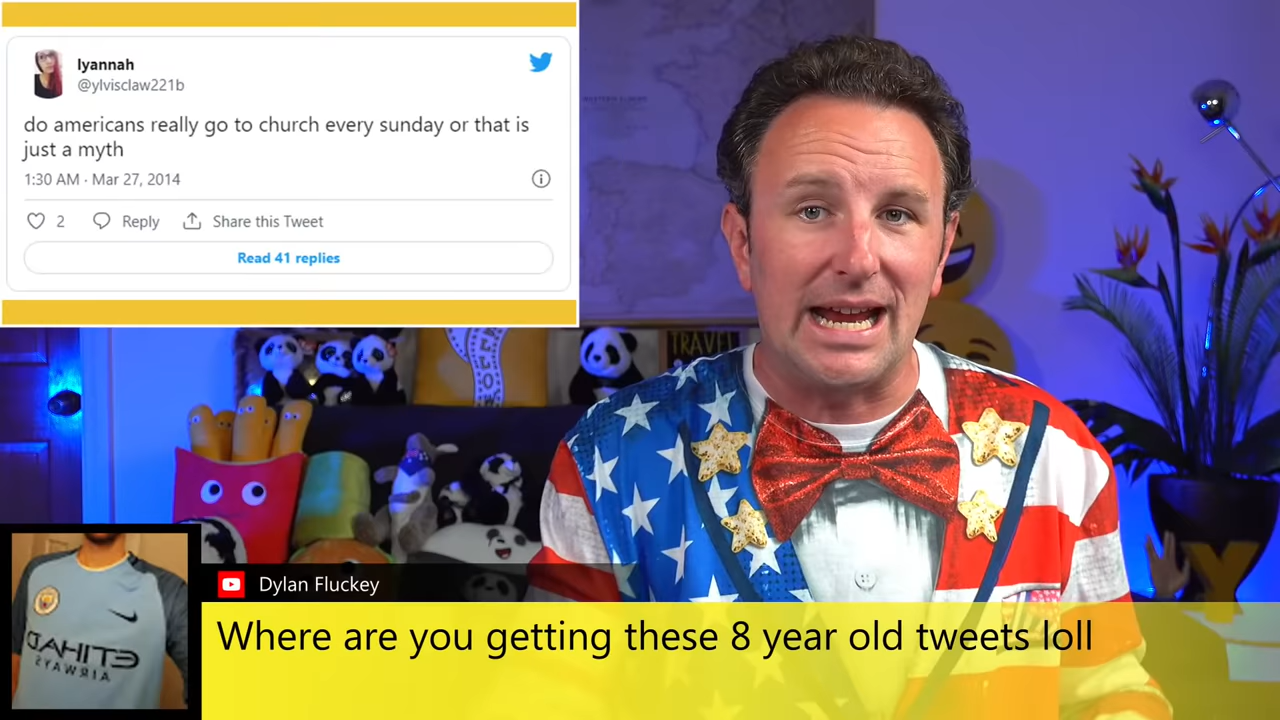 Iyannah
@ylvisclaw221b
do americans really go to church every sunday or that is
just a myth
1:30 AM · Mar 27, 2014
2 Reply Share this Tweet
Read 41 replies
TRAVEL
ETIHAD
AIRWAYS
Dylan Fluckey
Where are you getting these 8 year old tweets loll